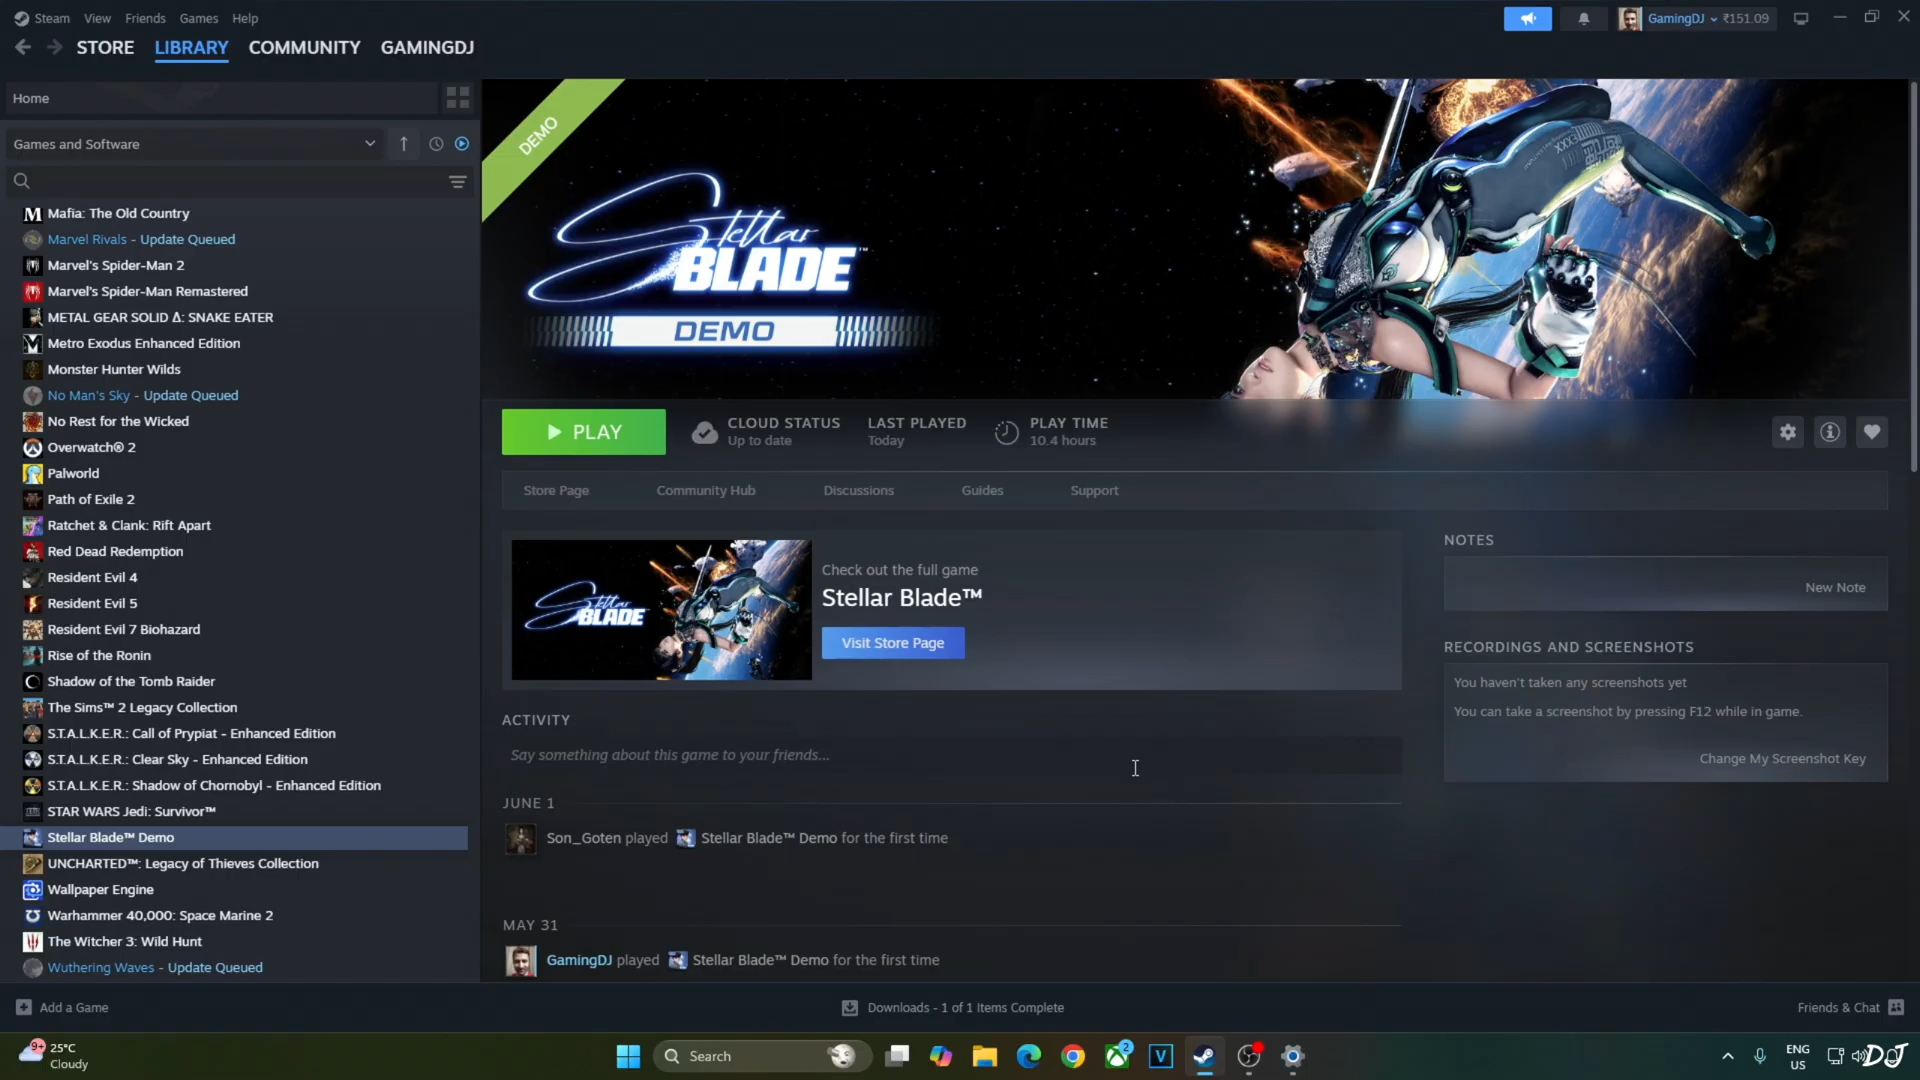 Steam View Friends Games Help
GamingDJ ₹151.09
STORE LIBRARY COMMUNITY GAMINGDJ
Home
Games and Software
Mafia: The Old Country
Marvel Rivals - Update Queued
Marvel's Spider-Man 2
Marvel's Spider-Man Remastered
METAL GEAR SOLID Δ: SNAKE EATER
Metro Exodus Enhanced Edition
Monster Hunter Wilds
No Man's Sky - Update Queued
No Rest for the Wicked
Overwatch® 2
Palworld
Path of Exile 2
Ratchet & Clank: Rift Apart
Red Dead Redemption
Resident Evil 4
Resident Evil 5
Resident Evil 7 Biohazard
Rise of the Ronin
Shadow of the Tomb Raider
The Sims™ 2 Legacy Collection
S.T.A.L.K.E.R.: Call of Prypiat - Enhanced Edition
S.T.A.L.K.E.R.: Clear Sky - Enhanced Edition
S.T.A.L.K.E.R.: Shadow of Chornobyl - Enhanced Edition
STAR WARS Jedi: Survivor™
Stellar Blade™ Demo
UNCHARTED™: Legacy of Thieves Collection
Wallpaper Engine
Warhammer 40,000: Space Marine 2
The Witcher 3: Wild Hunt
Wuthering Waves - Update Queued
DEMO
Stellar
BLADE™
DEMO
PLAY
CLOUD STATUS
Up to date
LAST PLAYED
Today
PLAY TIME
10.4 hours
Store Page Community Hub Discussions Guides Support
Stellar
BLADE
Check out the full game
Stellar Blade™
Visit Store Page
NOTES
New Note
RECORDINGS AND SCREENSHOTS
You haven't taken any screenshots yet
You can take a screenshot by pressing F12 while in game.
Change My Screenshot Key
ACTIVITY
Say something about this game to your friends...
JUNE 1
Son_Goten played Stellar Blade™ Demo for the first time
MAY 31
GamingDJ played Stellar Blade™ Demo for the first time
Add a Game
Downloads - 1 of 1 Items Complete
Friends & Chat
9+
25°C
Cloudy
Search
2
V
ENG
US
DJ